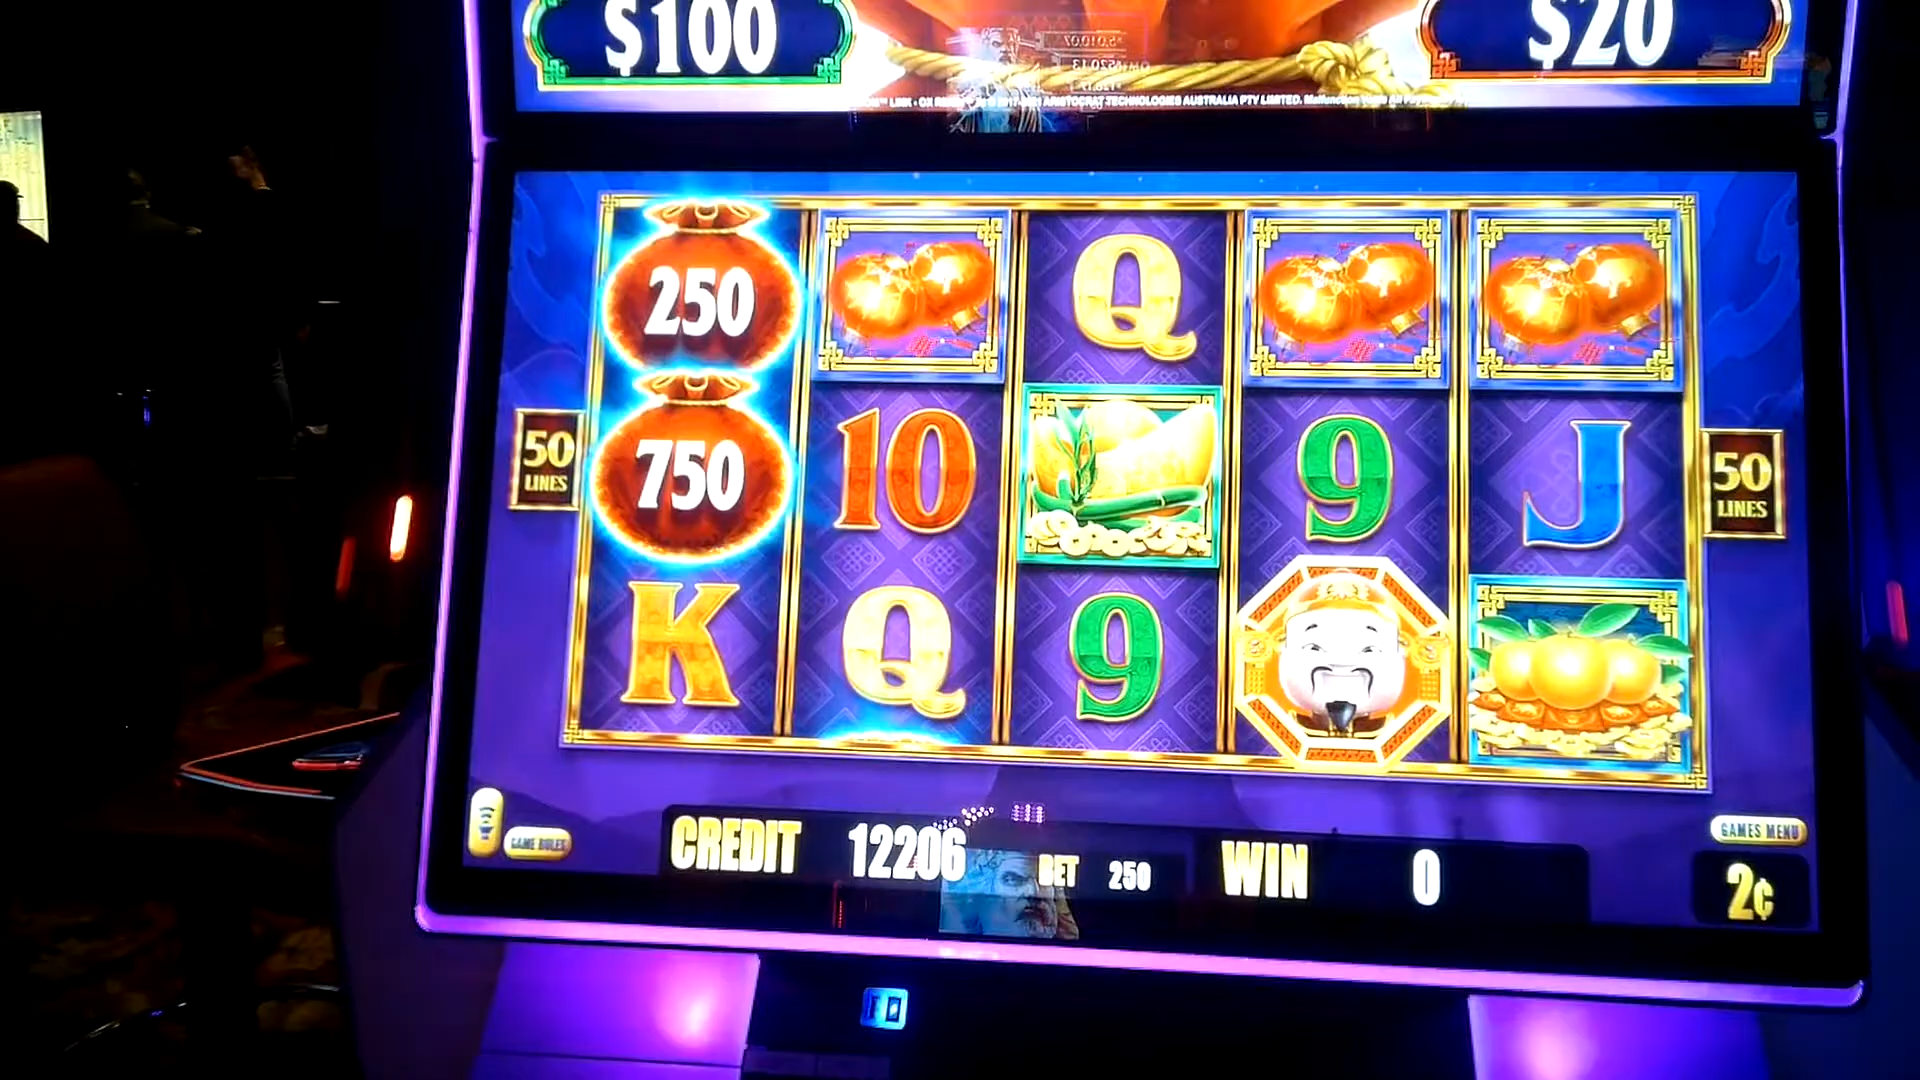 $100
$20
ARISTOCRAT TECHNOLOGIES AUSTRALIA PTY LIMITED.
250
Q
50
LINES
750
10
9
J
50
LINES
K
Q
9
GAME RULES
CREDIT 12206
BET 250
WIN 0
GAMES MENU
2¢